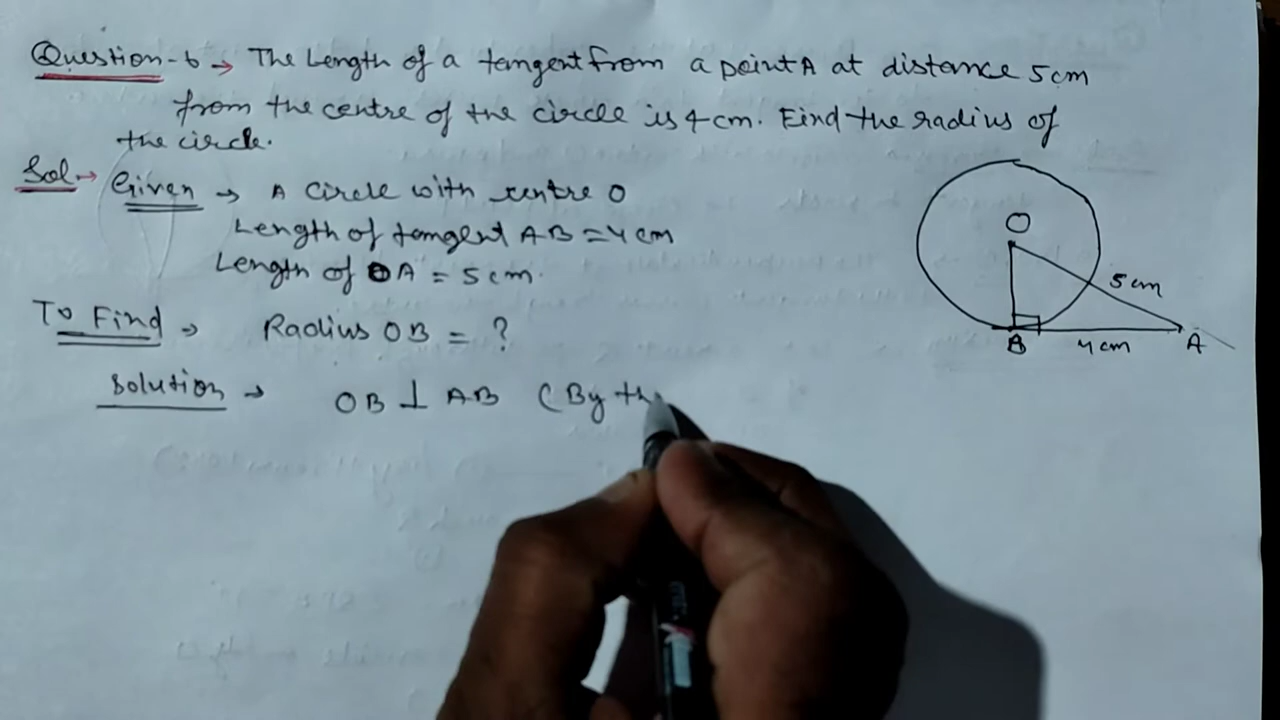 Question-6 → The Length of a tangent from a point A at distance 5cm
from the centre of the circle is 4cm. Find the radius of
the circle.
Sol → Given → A Circle with centre O
Length of tangent AB = 4cm
Length of OA = 5cm.
To Find → Radius OB = ?
Solution → OB ⊥ AB (By th
O
5cm
B 4cm A